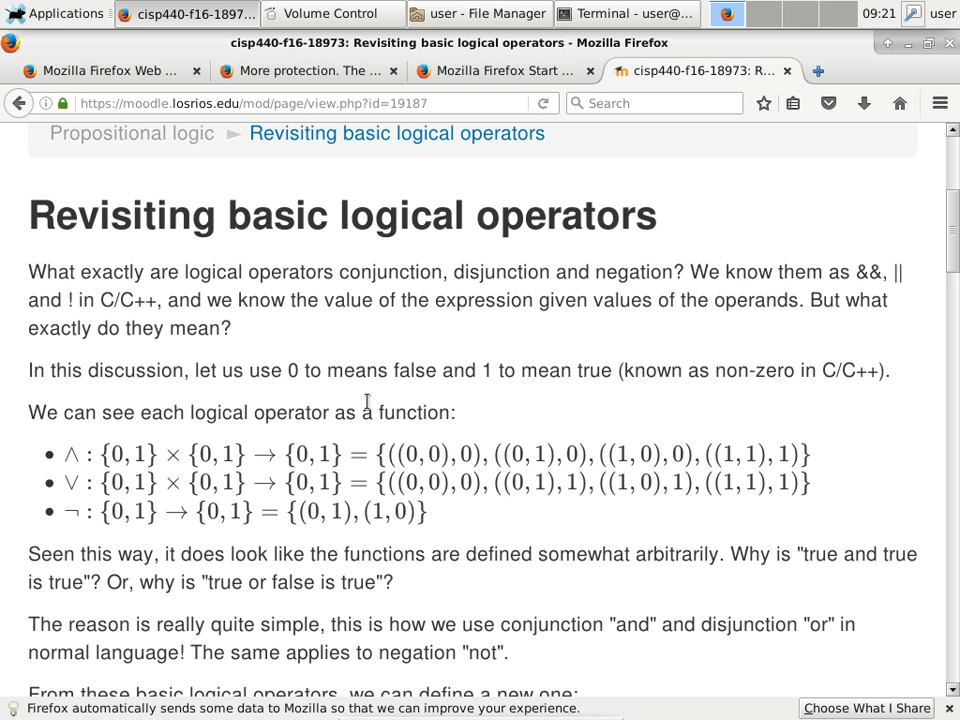 Applications
cisp440-f16-1897...
Volume Control
user - File Manager
Terminal - user@...
09:21
user
cisp440-f16-18973: Revisiting basic logical operators - Mozilla Firefox
Mozilla Firefox Web ... ×
More protection. The ... ×
Mozilla Firefox Start ... ×
cisp440-f16-18973: R... ×
https://moodle.losrios.edu/mod/page/view.php?id=19187
Search
Propositional logic ► Revisiting basic logical operators
Revisiting basic logical operators
What exactly are logical operators conjunction, disjunction and negation? We know them as &&, ||
and ! in C/C++, and we know the value of the expression given values of the operands. But what
exactly do they mean?
In this discussion, let us use 0 to means false and 1 to mean true (known as non-zero in C/C++).
We can see each logical operator as a function:
• ∧ : {0, 1} × {0, 1} → {0, 1} = {((0, 0), 0), ((0, 1), 0), ((1, 0), 0), ((1, 1), 1)}
• ∨ : {0, 1} × {0, 1} → {0, 1} = {((0, 0), 0), ((0, 1), 1), ((1, 0), 1), ((1, 1), 1)}
• ¬ : {0, 1} → {0, 1} = {(0, 1), (1, 0)}
Seen this way, it does look like the functions are defined somewhat arbitrarily. Why is "true and true
is true"? Or, why is "true or false is true"?
The reason is really quite simple, this is how we use conjunction "and" and disjunction "or" in
normal language! The same applies to negation "not".
From these basic logical operators, we can define a new one:
Firefox automatically sends some data to Mozilla so that we can improve your experience.
Choose What I Share ×